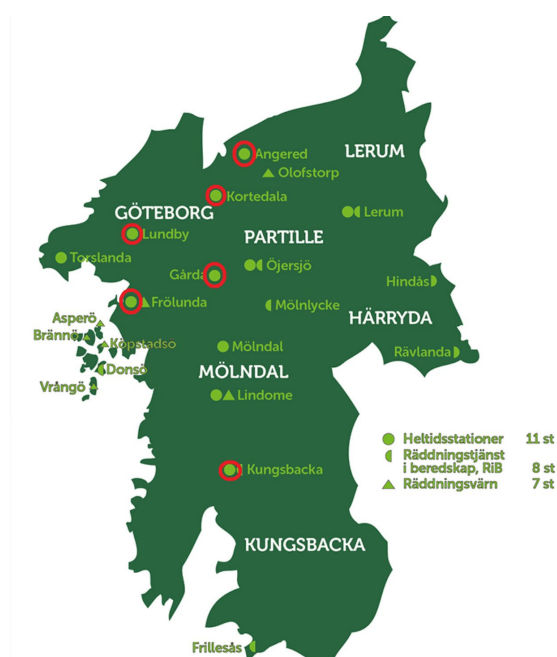 Angered
LERUM
Olofstorp
Kortedala
GÖTEBORG
Lerum
Lundby
PARTILLE
Torslanda
Öjersjö
Gårda
Hindås
Frölunda
Mölnlycke
Asperö
HÄRRYDA
Brännö
Köpstadsö
Mölndal
Rävlanda
Donsö
MÖLNDAL
Vrångö
Lindome
Heltidsstationer 11 st
Räddningstjänst
i beredskap, RiB 8 st
Räddningsvärn 7 st
Kungsbacka
KUNGSBACKA
Frillesås